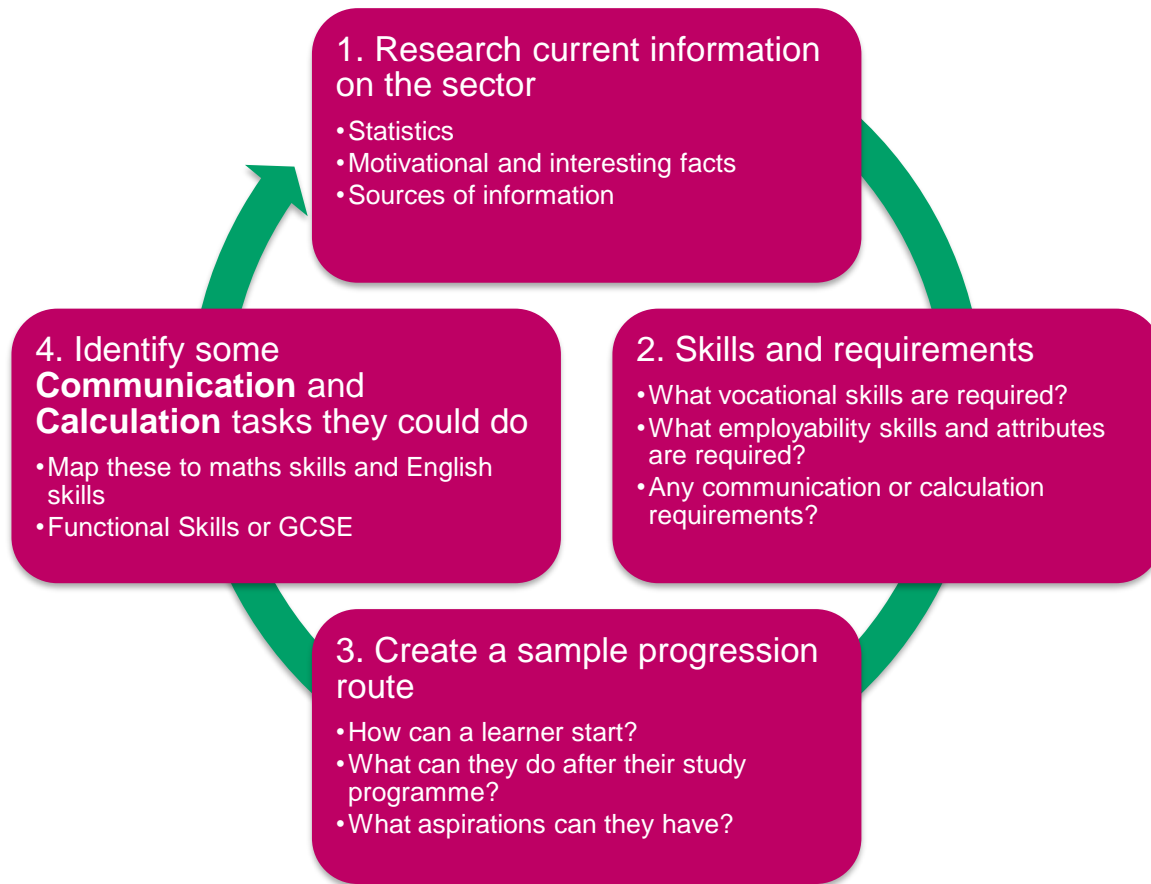 1. Research current information
on the sector
•Statistics
•Motivational and interesting facts
•Sources of information
2. Skills and requirements
•What vocational skills are required?
•What employability skills and attributes
are required?
•Any communication or calculation
requirements?
3. Create a sample progression
route
•How can a learner start?
•What can they do after their study
programme?
•What aspirations can they have?
4. Identify some
Communication and
Calculation tasks they could do
•Map these to maths skills and English
skills
•Functional Skills or GCSE